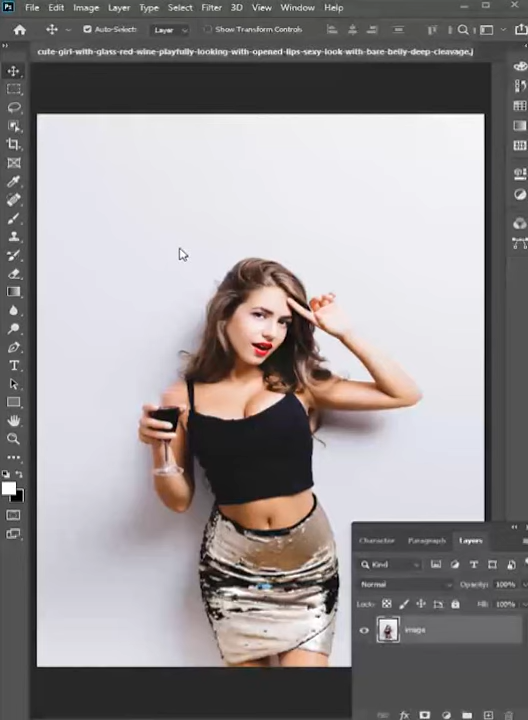 Ps File Edit Image Layer Type Select Filter 3D View Window Help
Auto-Select: Layer Show Transform Controls
cute-girl-with-glass-red-wine-playfully-looking-with-opened-lips-sexy-look-with-bare-belly-deep-cleavage.j
Character Paragraph Layers
Kind
Normal Opacity: 100%
Lock: Fill: 100%
image
fx